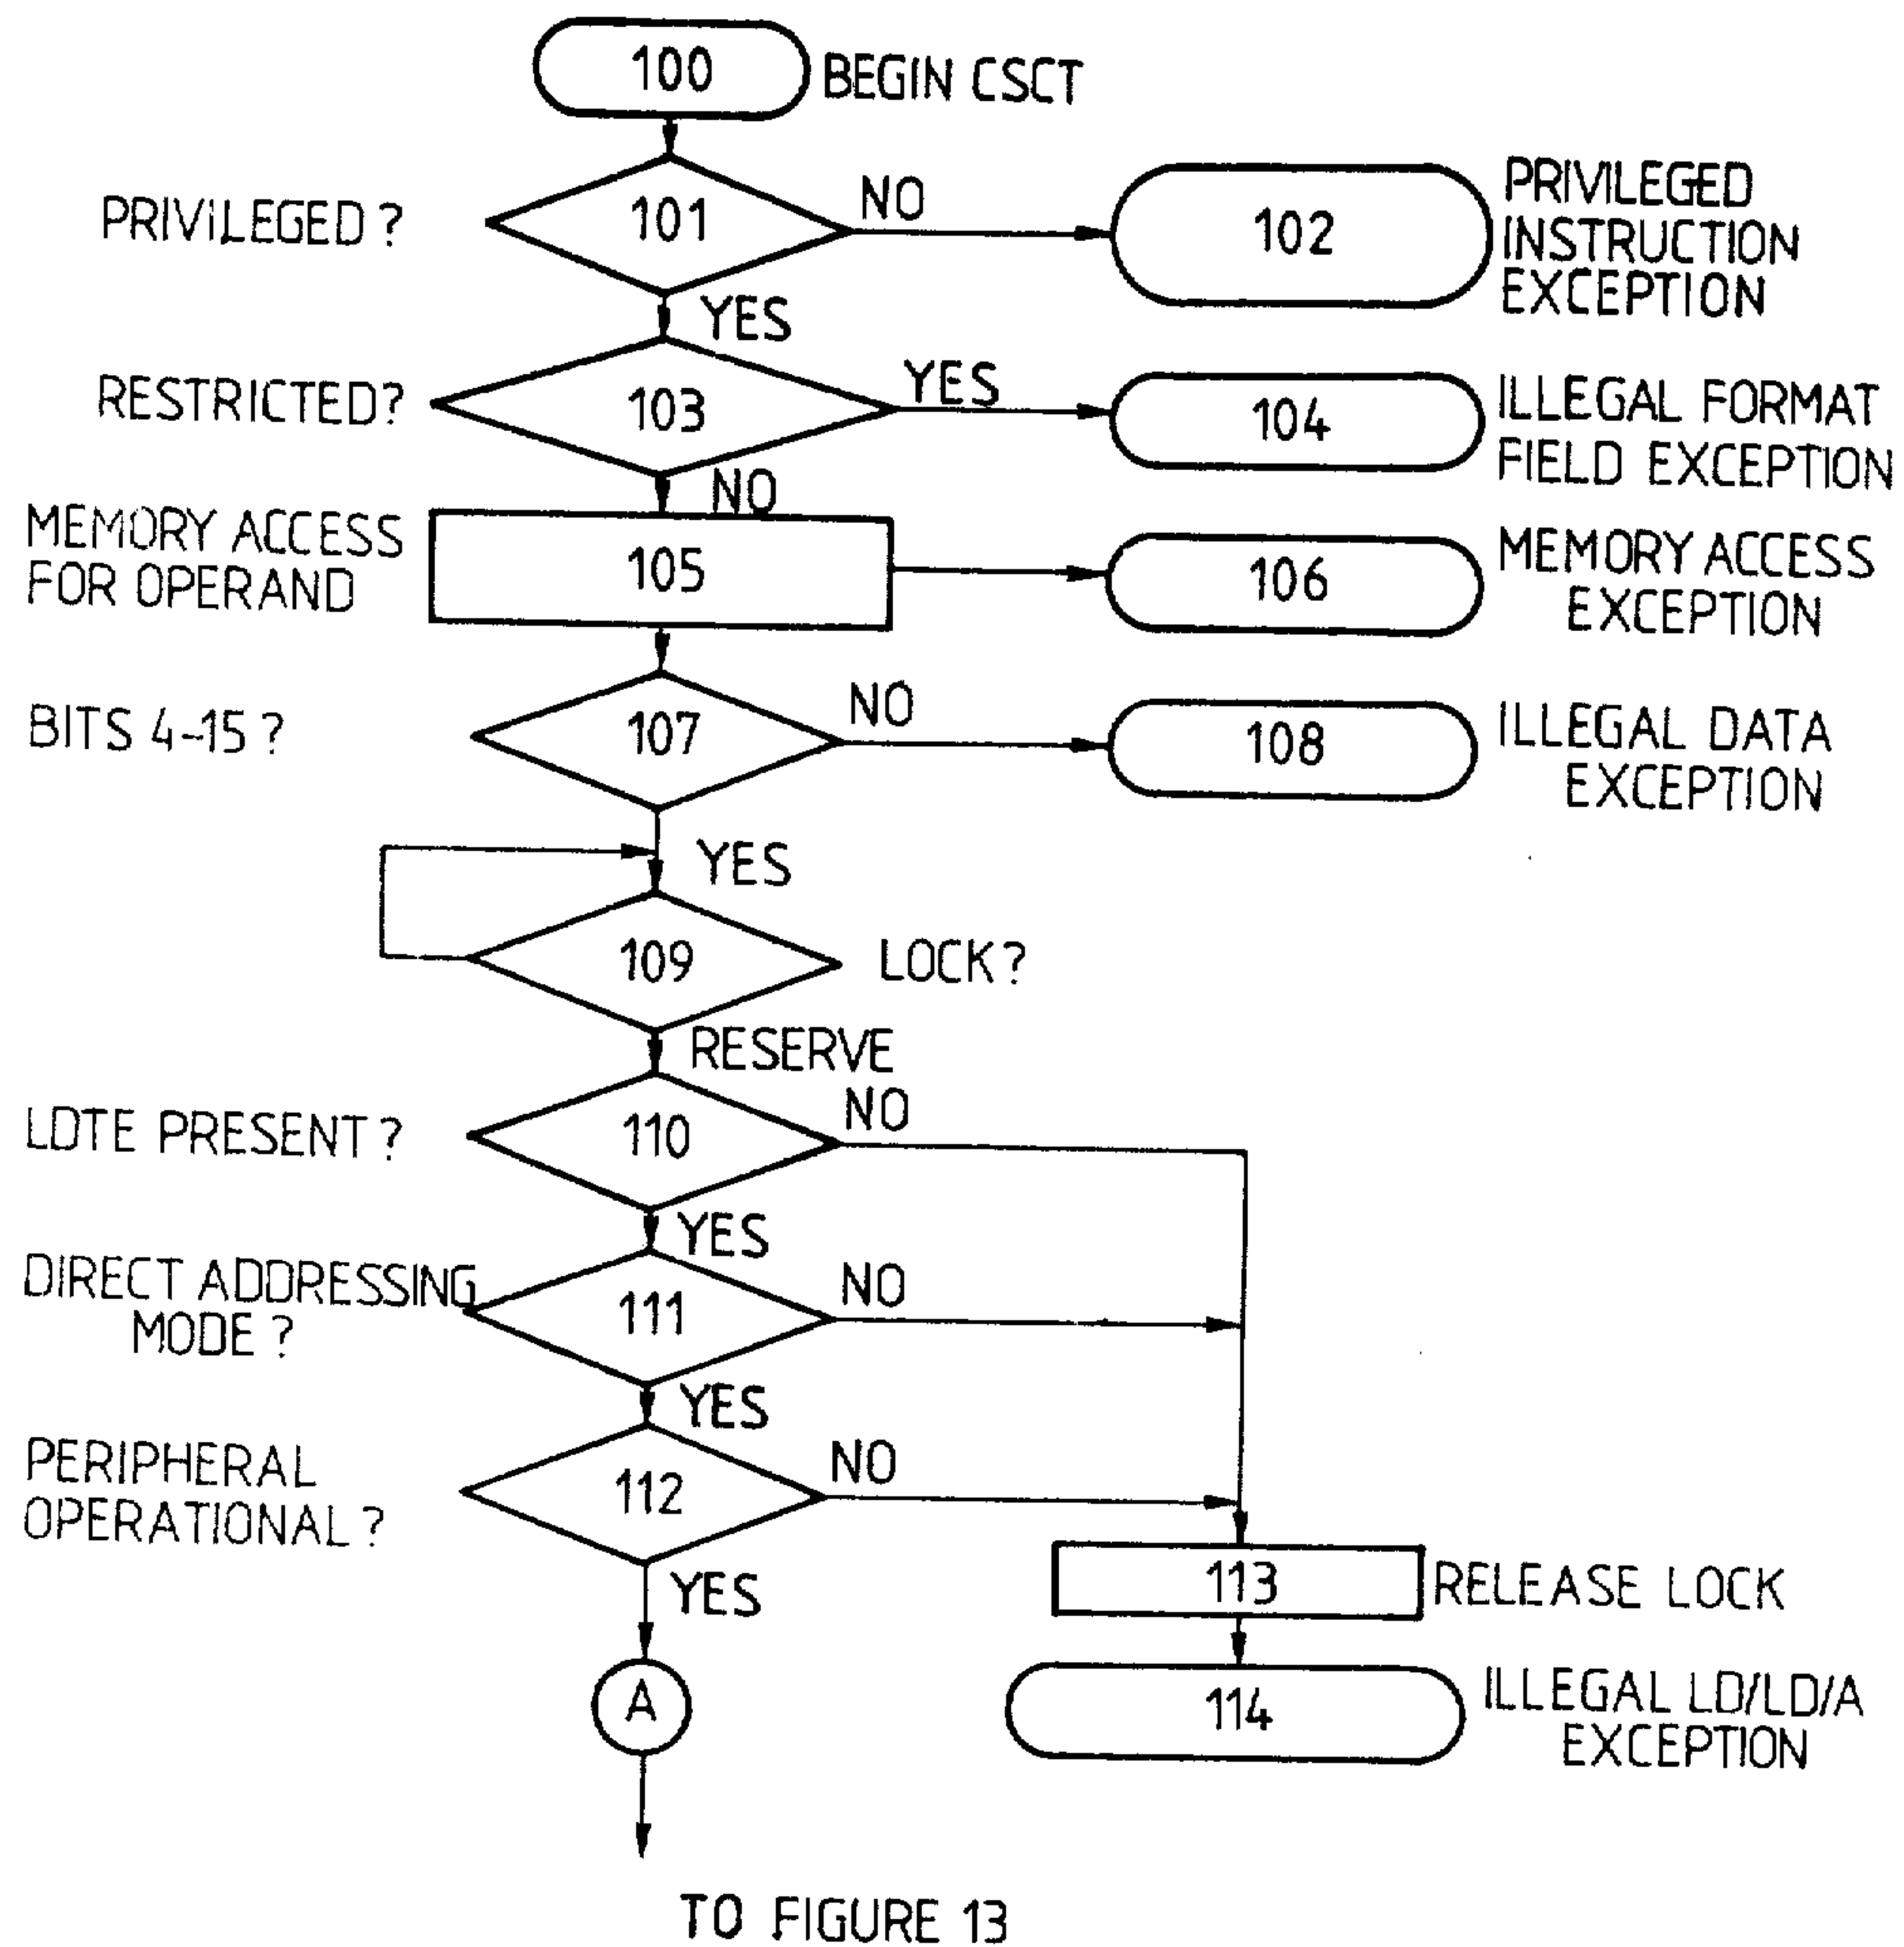 100 BEGIN CSCT
PRIVILEGED ? 101 NO 102 PRIVILEGED
INSTRUCTION
EXCEPTION
YES
RESTRICTED? 103 YES 104 ILLEGAL FORMAT
FIELD EXCEPTION
NO
MEMORY ACCESS
FOR OPERAND 105 106 MEMORY ACCESS
EXCEPTION
BITS 4-15 ? 107 NO 108 ILLEGAL DATA
EXCEPTION
YES
109 LOCK?
RESERVE
LDTE PRESENT ? 110 NO
YES
DIRECT ADDRESSING
MODE ? 111 NO
YES
PERIPHERAL
OPERATIONAL ? 112 NO
YES
113 RELEASE LOCK
A
114 ILLEGAL LD/LD/A
EXCEPTION
TO FIGURE 13